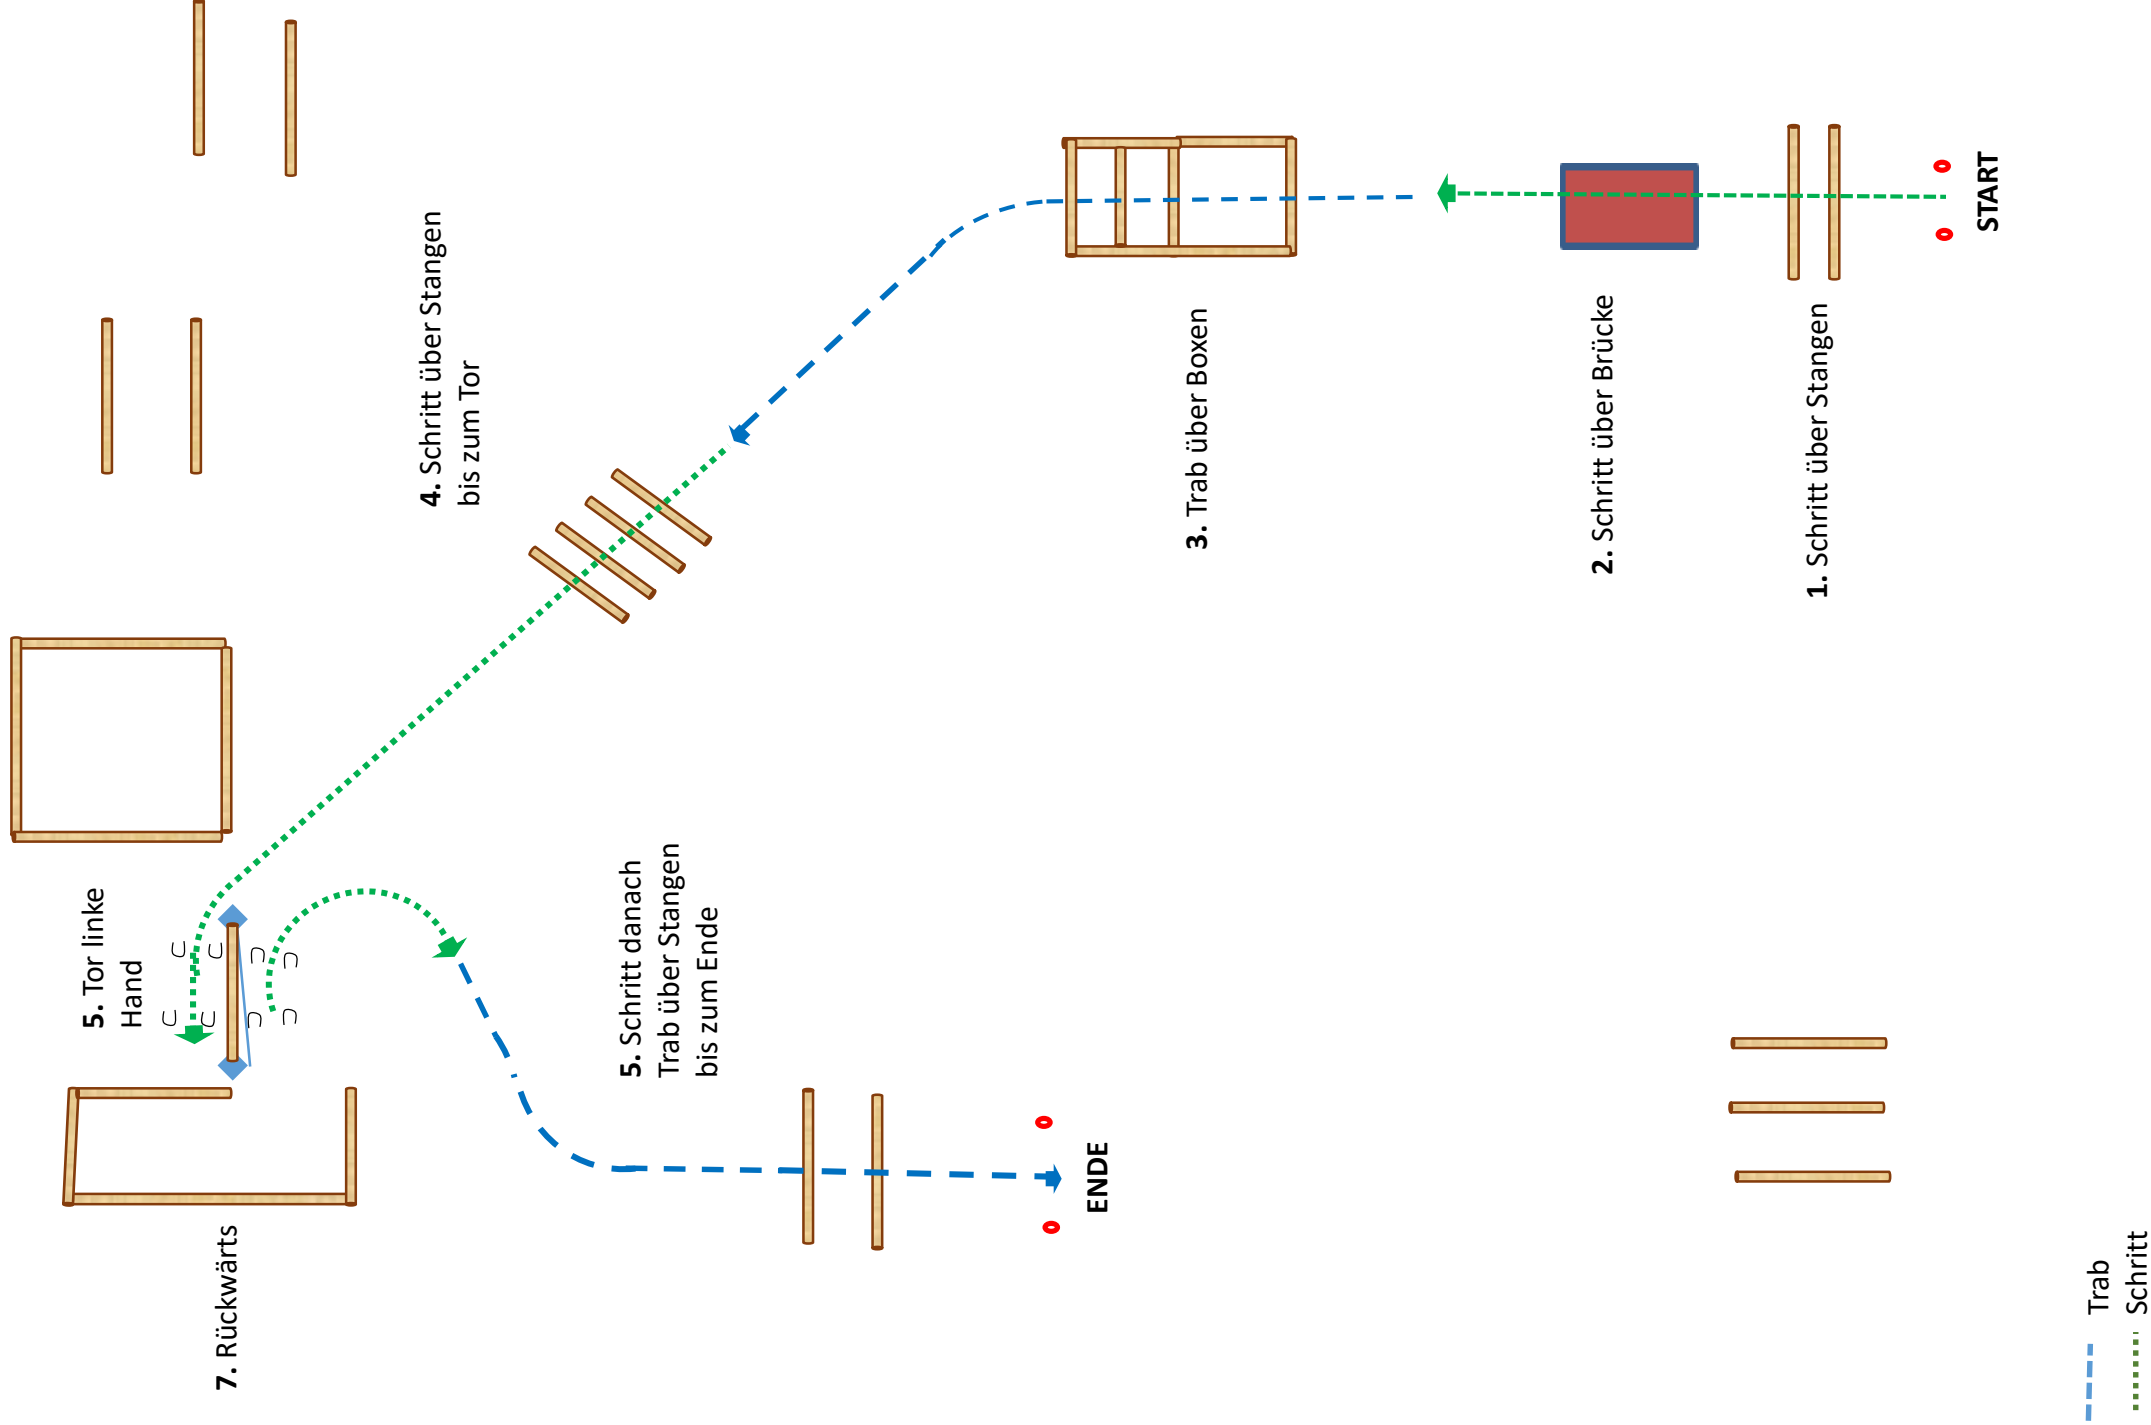 START
1. Schritt über Stangen
2. Schritt über Brücke
3. Trab über Boxen
4. Schritt über Stangen
bis zum Tor
5. Tor linke
Hand
5. Schritt danach
Trab über Stangen
bis zum Ende
7. Rückwärts
ENDE
Trab
Schritt